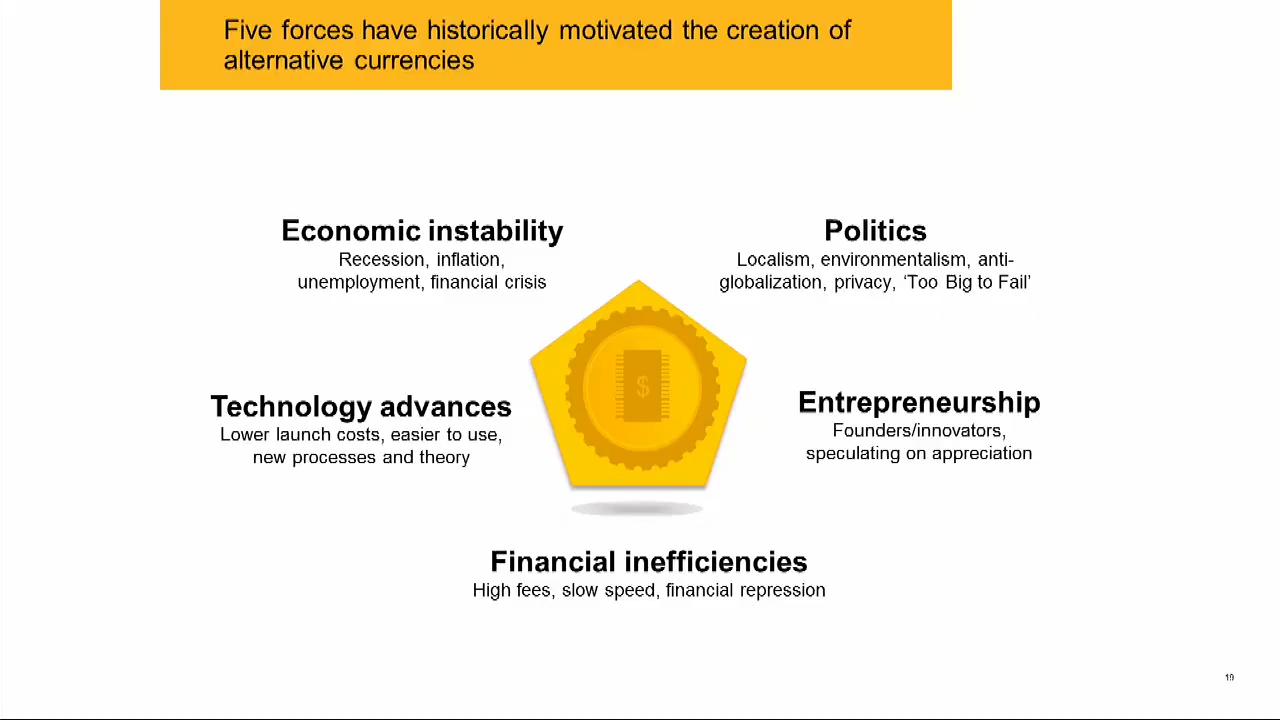 Five forces have historically motivated the creation of
alternative currencies
Economic instability
Recession, inflation,
unemployment, financial crisis
Politics
Localism, environmentalism, anti-
globalization, privacy, ‘Too Big to Fail’
Technology advances
Lower launch costs, easier to use,
new processes and theory
$
Entrepreneurship
Founders/innovators,
speculating on appreciation
Financial inefficiencies
High fees, slow speed, financial repression
19